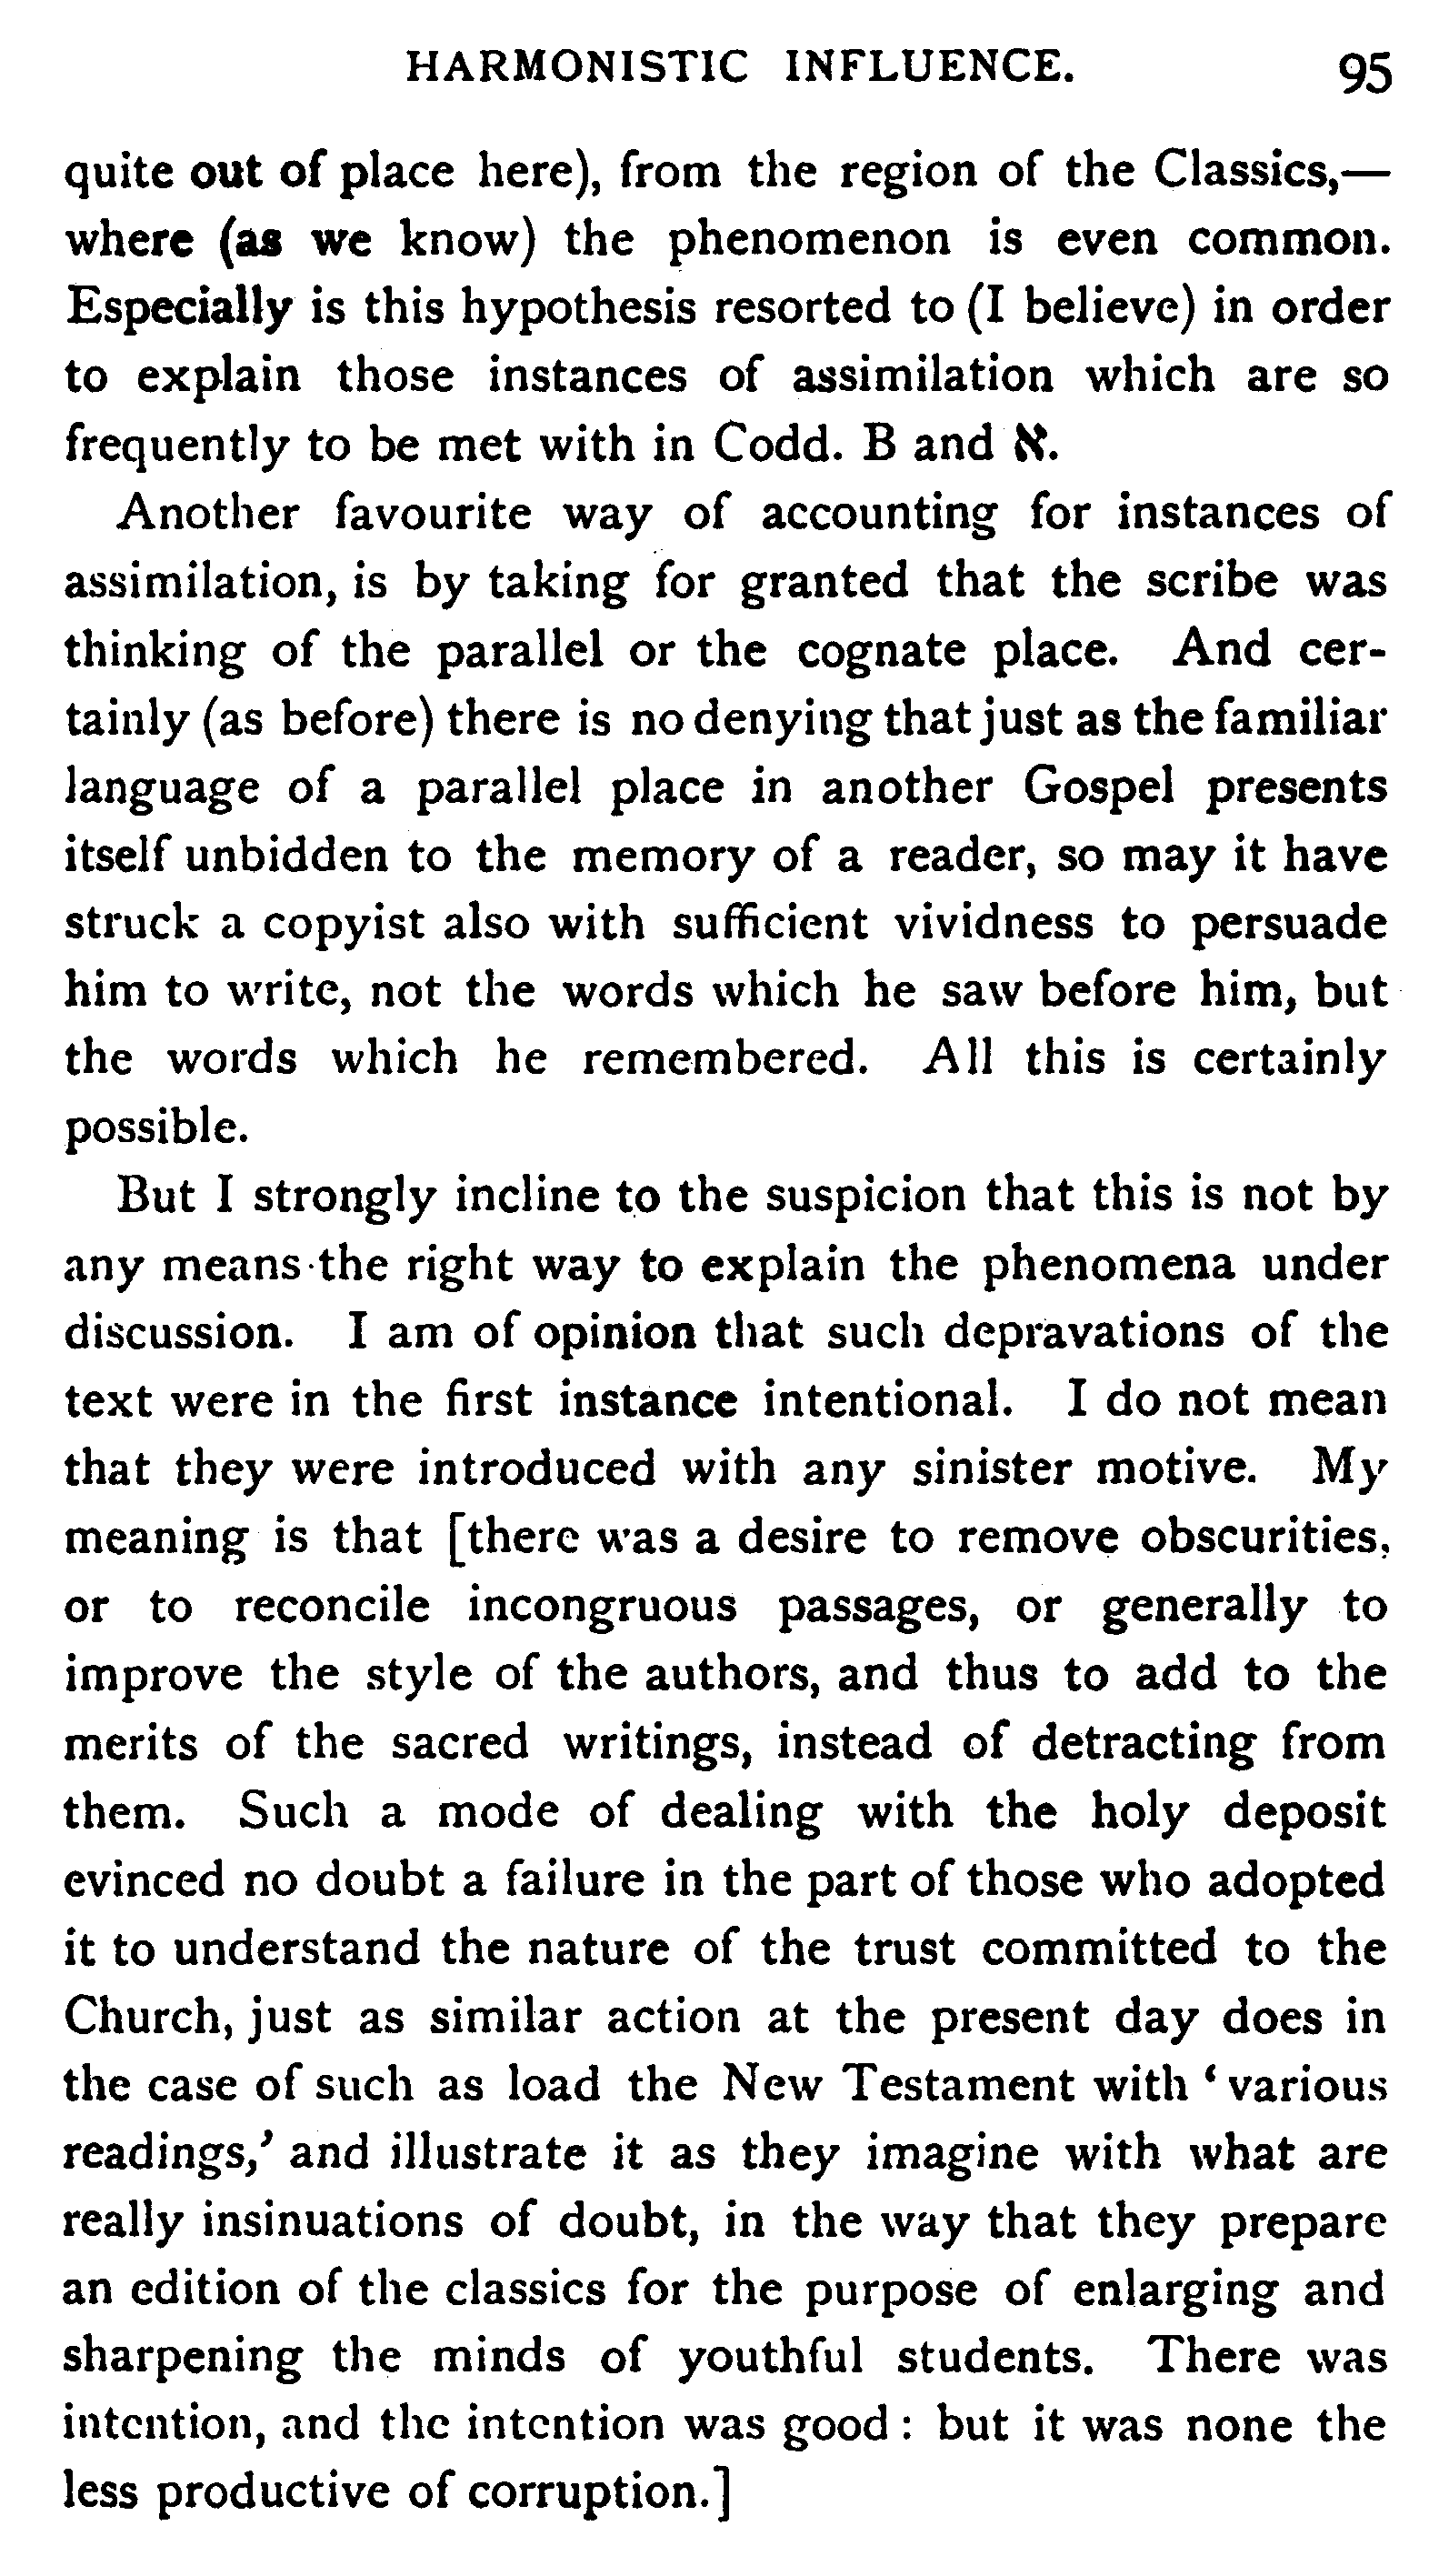 HARMONISTIC INFLUENCE. 95
quite out of place here), from the region of the Classics,—
where (as we know) the phenomenon is even common.
Especially is this hypothesis resorted to (I believe) in order
to explain those instances of assimilation which are so
frequently to be met with in Codd. B and א.
Another favourite way of accounting for instances of
assimilation, is by taking for granted that the scribe was
thinking of the parallel or the cognate place. And cer-
tainly (as before) there is no denying that just as the familiar
language of a parallel place in another Gospel presents
itself unbidden to the memory of a reader, so may it have
struck a copyist also with sufficient vividness to persuade
him to write, not the words which he saw before him, but
the words which he remembered. All this is certainly
possible.
But I strongly incline to the suspicion that this is not by
any means the right way to explain the phenomena under
discussion. I am of opinion that such depravations of the
text were in the first instance intentional. I do not mean
that they were introduced with any sinister motive. My
meaning is that [there was a desire to remove obscurities,
or to reconcile incongruous passages, or generally to
improve the style of the authors, and thus to add to the
merits of the sacred writings, instead of detracting from
them. Such a mode of dealing with the holy deposit
evinced no doubt a failure in the part of those who adopted
it to understand the nature of the trust committed to the
Church, just as similar action at the present day does in
the case of such as load the New Testament with ‘various
readings,’ and illustrate it as they imagine with what are
really insinuations of doubt, in the way that they prepare
an edition of the classics for the purpose of enlarging and
sharpening the minds of youthful students. There was
intention, and the intention was good : but it was none the
less productive of corruption.]